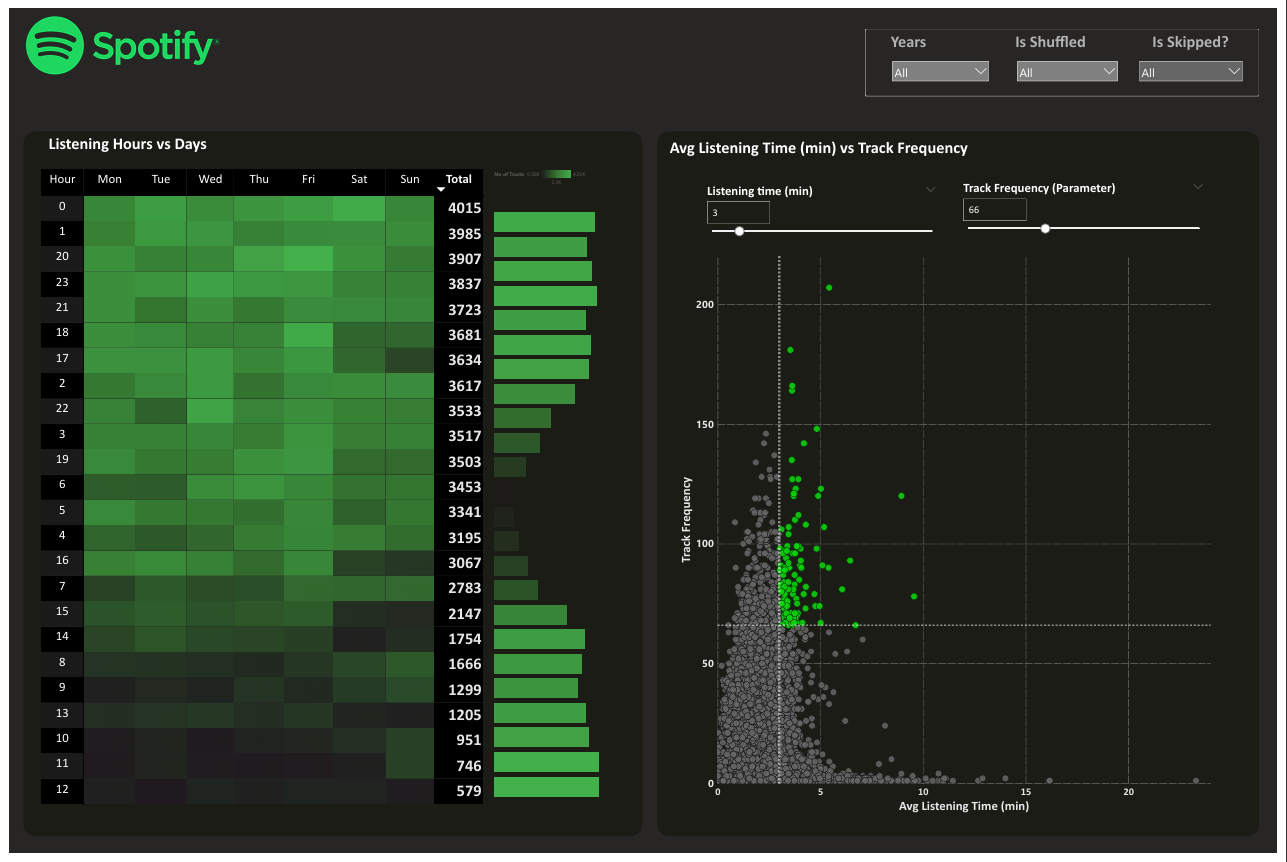 Spotify
Years Is Shuffled Is Skipped?
All All All
Listening Hours vs Days
Hour Mon Tue Wed Thu Fri Sat Sun Total
0 4015
1 3985
20 3907
23 3837
21 3723
18 3681
17 3634
2 3617
22 3533
3 3517
19 3503
6 3453
5 3341
4 3195
16 3067
7 2783
15 2147
14 1754
8 1666
9 1299
13 1205
10 951
11 746
12 579
No of Tracks
Avg Listening Time (min) vs Track Frequency
Listening time (min) Track Frequency (Parameter)
3 66
Track Frequency
200
150
100
50
0
0 5 10 15 20
Avg Listening Time (min)